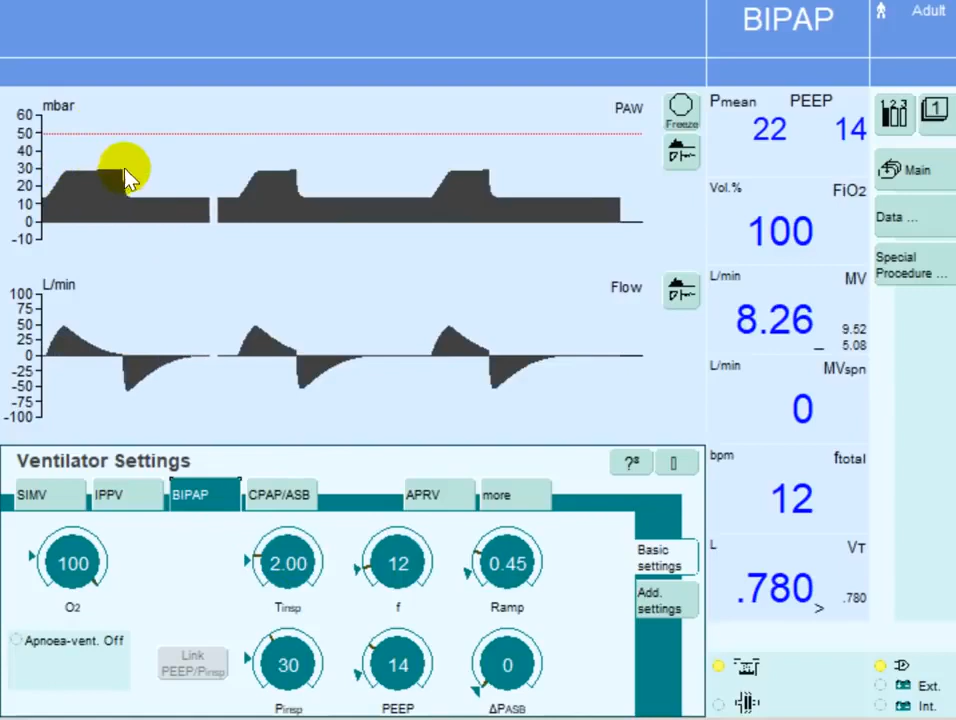 BIPAP
Adult
mbar
PAW
60
50
40
30
20
10
0
-10
Freeze
Pmean
PEEP
22
14
1 2 3
1
Main
Data ...
Special
Procedure ...
Vol.%
FiO2
100
L/min
Flow
100
75
50
25
0
-25
-50
-75
-100
L/min
MV
8.26
9.52
5.08
L/min
MVspn
0
bpm
ftotal
12
L
VT
.780
>
.780
Ventilator Settings
?
SIMV
IPPV
BIPAP
CPAP/ASB
APRV
more
100
O2
2.00
Tinsp
12
f
0.45
Ramp
Basic
settings
Add.
settings
Apnoea-vent. Off
Link
PEEP/Pinsp
30
Pinsp
14
PEEP
0
ΔPASB
Ext.
Int.